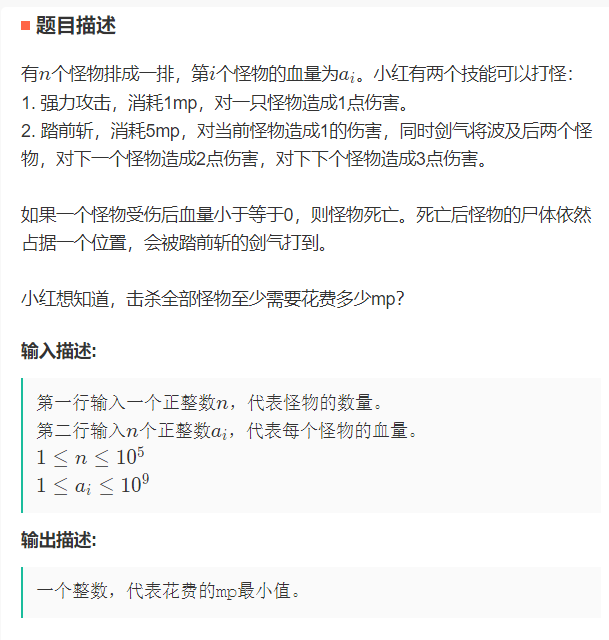 题目描述
有n个怪物排成一排，第i个怪物的血量为aᵢ。小红有两个技能可以打怪：
1. 强力攻击，消耗1mp，对一只怪物造成1点伤害。
2. 踏前斩，消耗5mp，对当前怪物造成1的伤害，同时剑气将波及后两个怪
物，对下一个怪物造成2点伤害，对下下个怪物造成3点伤害。
如果一个怪物受伤后血量小于等于0，则怪物死亡。死亡后怪物的尸体依然
占据一个位置，会被踏前斩的剑气打到。
小红想知道，击杀全部怪物至少需要花费多少mp？
输入描述:
第一行输入一个正整数n，代表怪物的数量。
第二行输入n个正整数aᵢ，代表每个怪物的血量。
1 ≤ n ≤ 10⁵
1 ≤ aᵢ ≤ 10⁹
输出描述:
一个整数，代表花费的mp最小值。